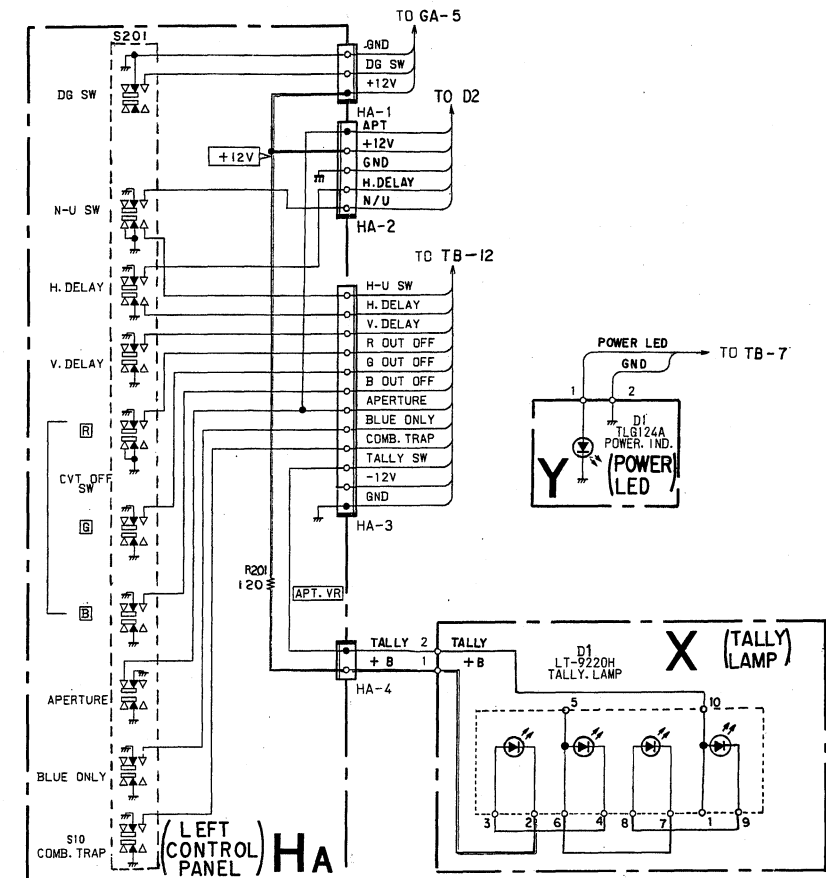 TO GA-5
S201
GND
DG SW
DG SW
+12V
TO D2
HA-1
APT
+12V
+12V
GND
H.DELAY
N-U SW
N/U
HA-2
TO TB-12
H-U SW
H. DELAY
H. DELAY
V. DELAY
R OUT OFF
V. DELAY
G OUT OFF
B OUT OFF
APERTURE
BLUE ONLY
COMB. TRAP
TALLY SW
-12V
GND
HA-3
POWER LED
TO TB-7
GND
1 2
D1
TLG124A
POWER. IND.
Y (POWER LED)
R
CVT OFF
SW
G
B
R201
120
APT. VR
TALLY 2 TALLY
+B 1 +B
HA-4
D1
LT-9220H
TALLY. LAMP
X (TALLY LAMP)
5 10
3 2 6 4 8 7 1 9
APERTURE
BLUE ONLY
S10
COMB. TRAP
(LEFT CONTROL PANEL) HA